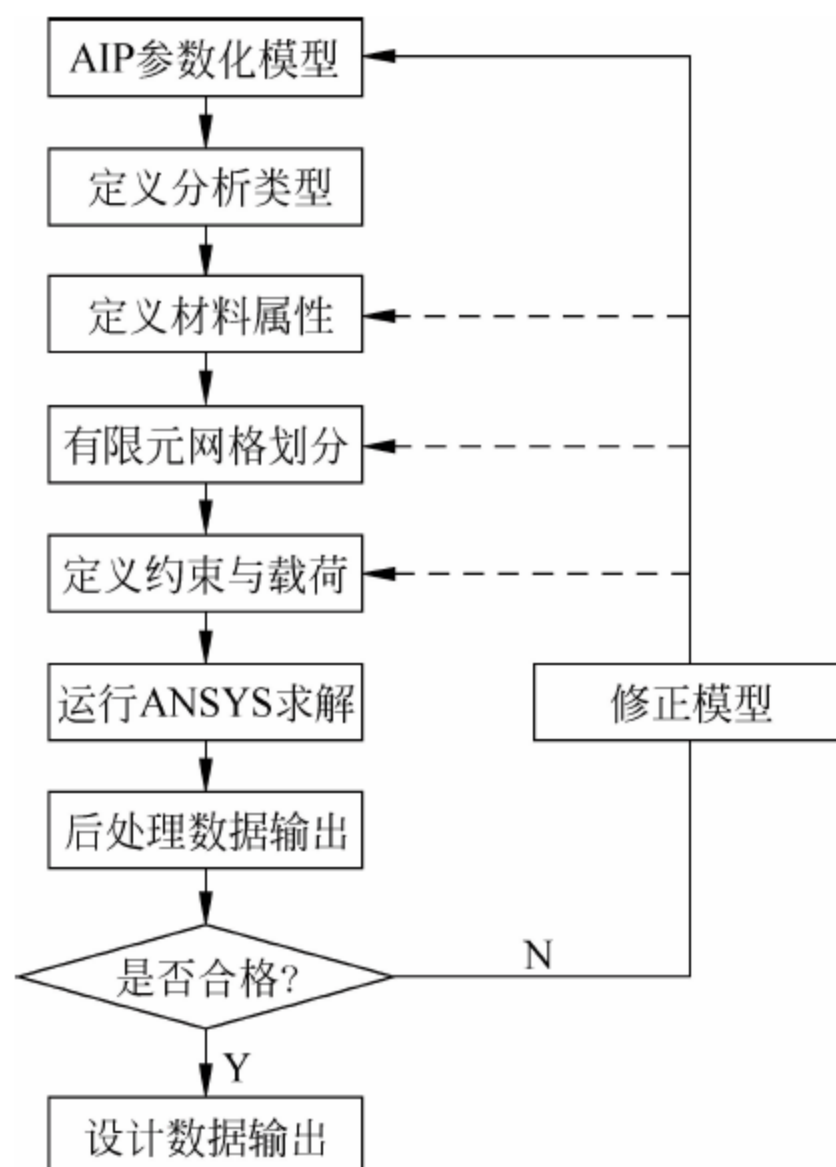 AIP参数化模型
定义分析类型
定义材料属性
有限元网格划分
定义约束与载荷
运行ANSYS求解
修正模型
后处理数据输出
是否合格?
N
Y
设计数据输出